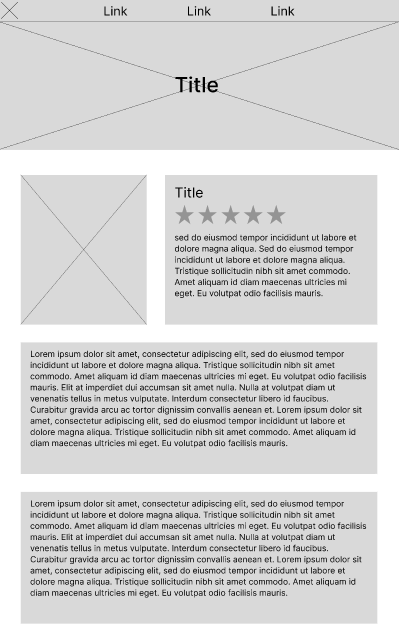 Link Link Link
Title
Title
sed do eiusmod tempor incididunt ut labore et
dolore magna aliqua. Sed do eiusmod tempor
incididunt ut labore et dolore magna aliqua.
Tristique sollicitudin nibh sit amet commodo.
Amet aliquam id diam maecenas ultricies mi
eget. Eu volutpat odio facilisis mauris.
Lorem ipsum dolor sit amet, consectetur adipiscing elit, sed do eiusmod tempor
incididunt ut labore et dolore magna aliqua. Tristique sollicitudin nibh sit amet
commodo. Amet aliquam id diam maecenas ultricies mi eget. Eu volutpat odio facilisis
mauris. Elit at imperdiet dui accumsan sit amet nulla. Nulla at volutpat diam ut
venenatis tellus in metus vulputate. Interdum consectetur libero id faucibus.
Curabitur gravida arcu ac tortor dignissim convallis aenean et. Lorem ipsum dolor sit
amet, consectetur adipiscing elit, sed do eiusmod tempor incididunt ut labore et
dolore magna aliqua. Tristique sollicitudin nibh sit amet commodo. Amet aliquam id
diam maecenas ultricies mi eget. Eu volutpat odio facilisis mauris.
Lorem ipsum dolor sit amet, consectetur adipiscing elit, sed do eiusmod tempor
incididunt ut labore et dolore magna aliqua. Tristique sollicitudin nibh sit amet
commodo. Amet aliquam id diam maecenas ultricies mi eget. Eu volutpat odio facilisis
mauris. Elit at imperdiet dui accumsan sit amet nulla. Nulla at volutpat diam ut
venenatis tellus in metus vulputate. Interdum consectetur libero id faucibus.
Curabitur gravida arcu ac tortor dignissim convallis aenean et. Lorem ipsum dolor sit
amet, consectetur adipiscing elit, sed do eiusmod tempor incididunt ut labore et
dolore magna aliqua. Tristique sollicitudin nibh sit amet commodo. Amet aliquam id
diam maecenas ultricies mi eget. Eu volutpat odio facilisis mauris.